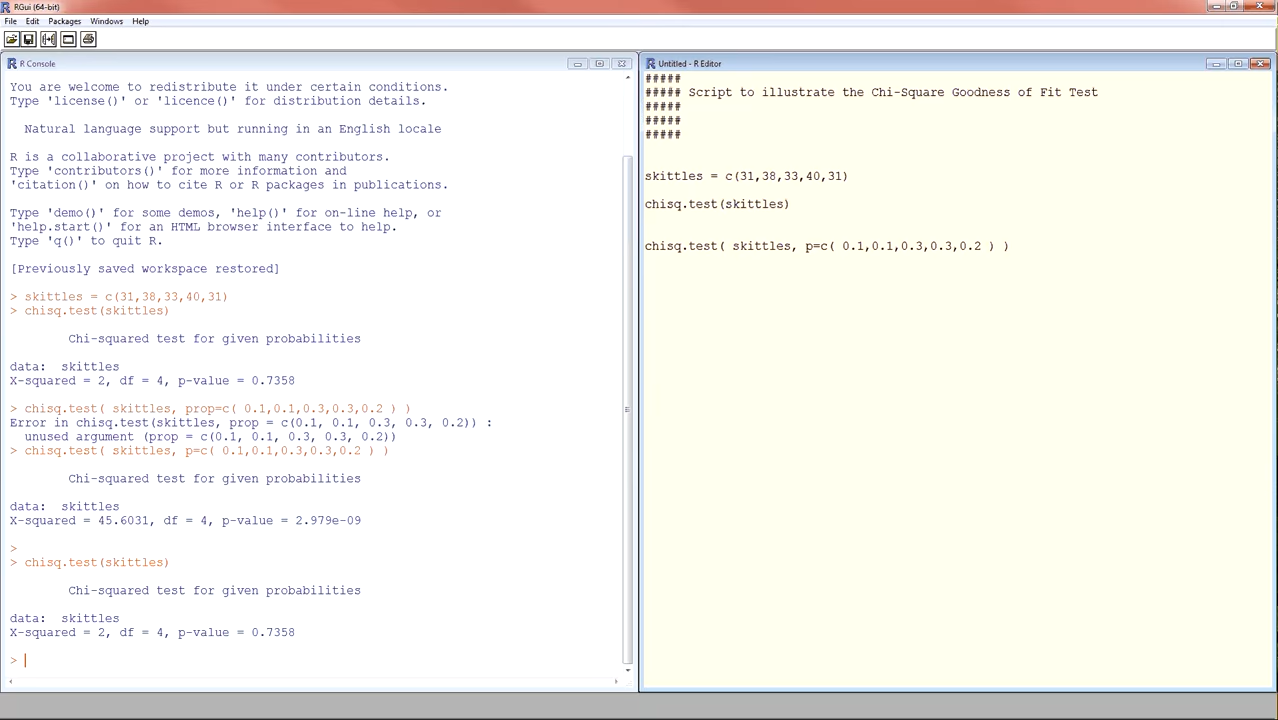 RGui (64-bit)
File Edit Packages Windows Help
R Console
You are welcome to redistribute it under certain conditions.
Type 'license()' or 'licence()' for distribution details.
Natural language support but running in an English locale
R is a collaborative project with many contributors.
Type 'contributors()' for more information and
'citation()' on how to cite R or R packages in publications.
Type 'demo()' for some demos, 'help()' for on-line help, or
'help.start()' for an HTML browser interface to help.
Type 'q()' to quit R.
[Previously saved workspace restored]
> skittles = c(31,38,33,40,31)
> chisq.test(skittles)
Chi-squared test for given probabilities
data:  skittles
X-squared = 2, df = 4, p-value = 0.7358
> chisq.test( skittles, prop=c( 0.1,0.1,0.3,0.3,0.2 ) )
Error in chisq.test(skittles, prop = c(0.1, 0.1, 0.3, 0.3, 0.2)) :
unused argument (prop = c(0.1, 0.1, 0.3, 0.3, 0.2))
> chisq.test( skittles, p=c( 0.1,0.1,0.3,0.3,0.2 ) )
Chi-squared test for given probabilities
data:  skittles
X-squared = 45.6031, df = 4, p-value = 2.979e-09
>
> chisq.test(skittles)
Chi-squared test for given probabilities
data:  skittles
X-squared = 2, df = 4, p-value = 0.7358
>
Untitled - R Editor
#####
##### Script to illustrate the Chi-Square Goodness of Fit Test
#####
#####
#####
skittles = c(31,38,33,40,31)
chisq.test(skittles)
chisq.test( skittles, p=c( 0.1,0.1,0.3,0.3,0.2 ) )